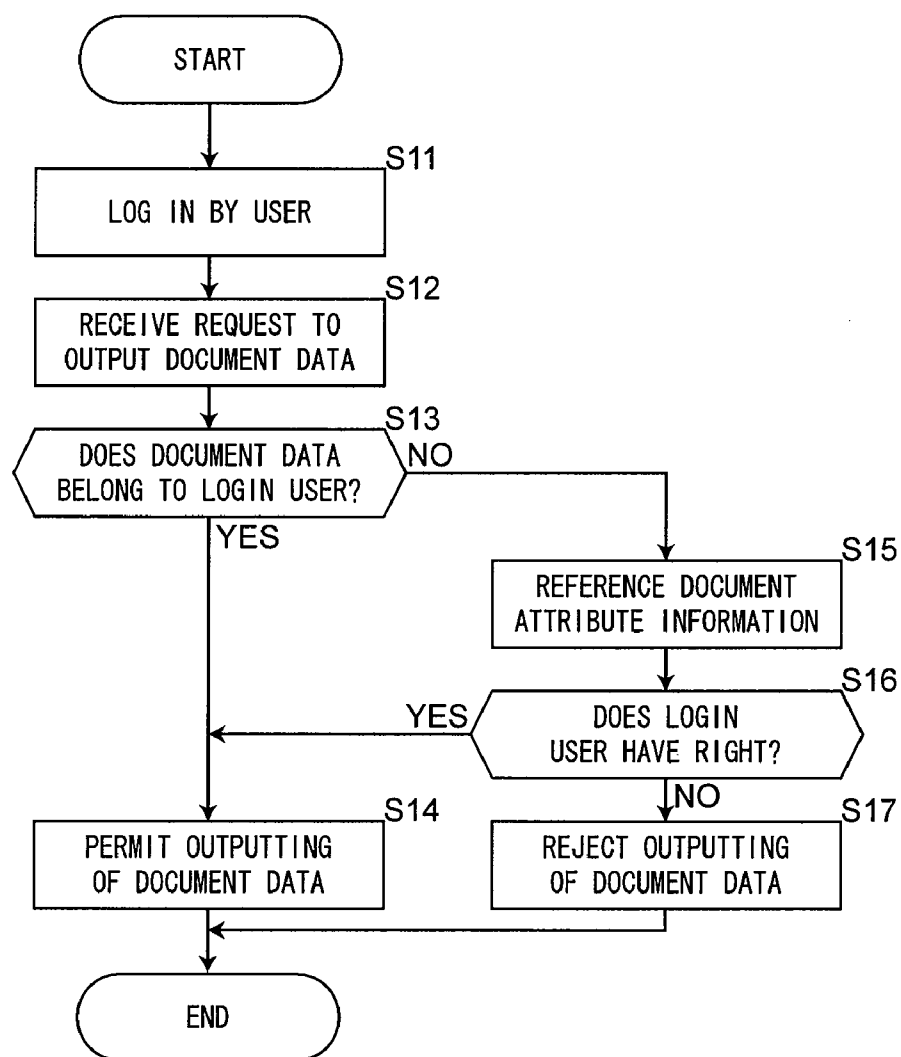 START
S11
LOG IN BY USER
S12
RECEIVE REQUEST TO
OUTPUT DOCUMENT DATA
S13
DOES DOCUMENT DATA
BELONG TO LOGIN USER?
NO
YES
S15
REFERENCE DOCUMENT
ATTRIBUTE INFORMATION
S16
DOES LOGIN
USER HAVE RIGHT?
YES
NO
S14
PERMIT OUTPUTTING
OF DOCUMENT DATA
S17
REJECT OUTPUTTING
OF DOCUMENT DATA
END